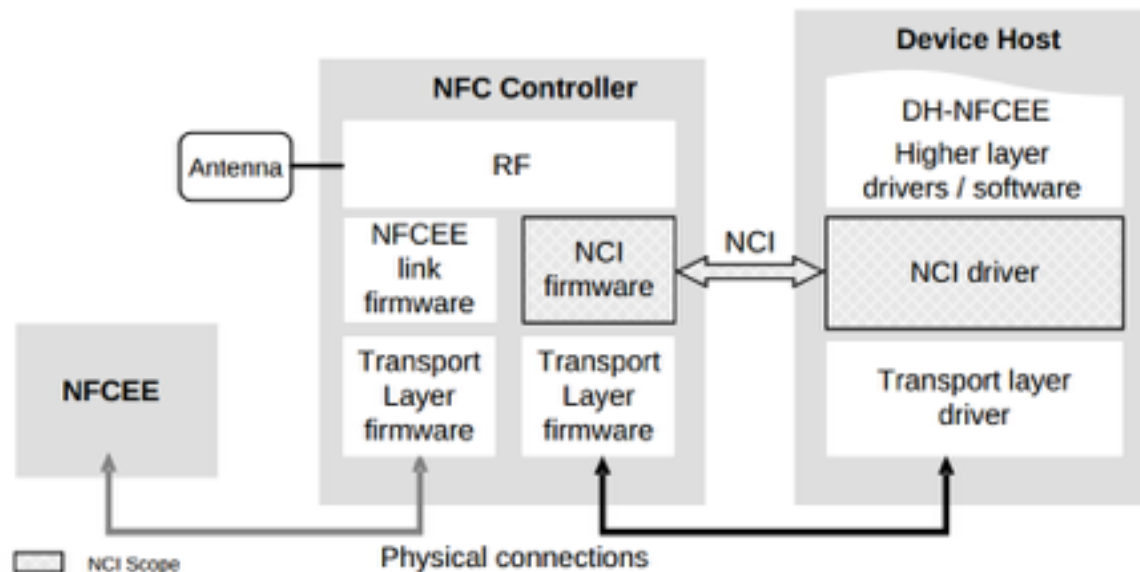 Device Host
NFC Controller
DH-NFCEE
Higher layer
drivers / software
Antenna
RF
NFCEE
link
firmware
NCI
firmware
NCI
NCI driver
NFCEE
Transport
Layer
firmware
Transport
Layer
firmware
Transport layer
driver
Physical connections
NCI Scope